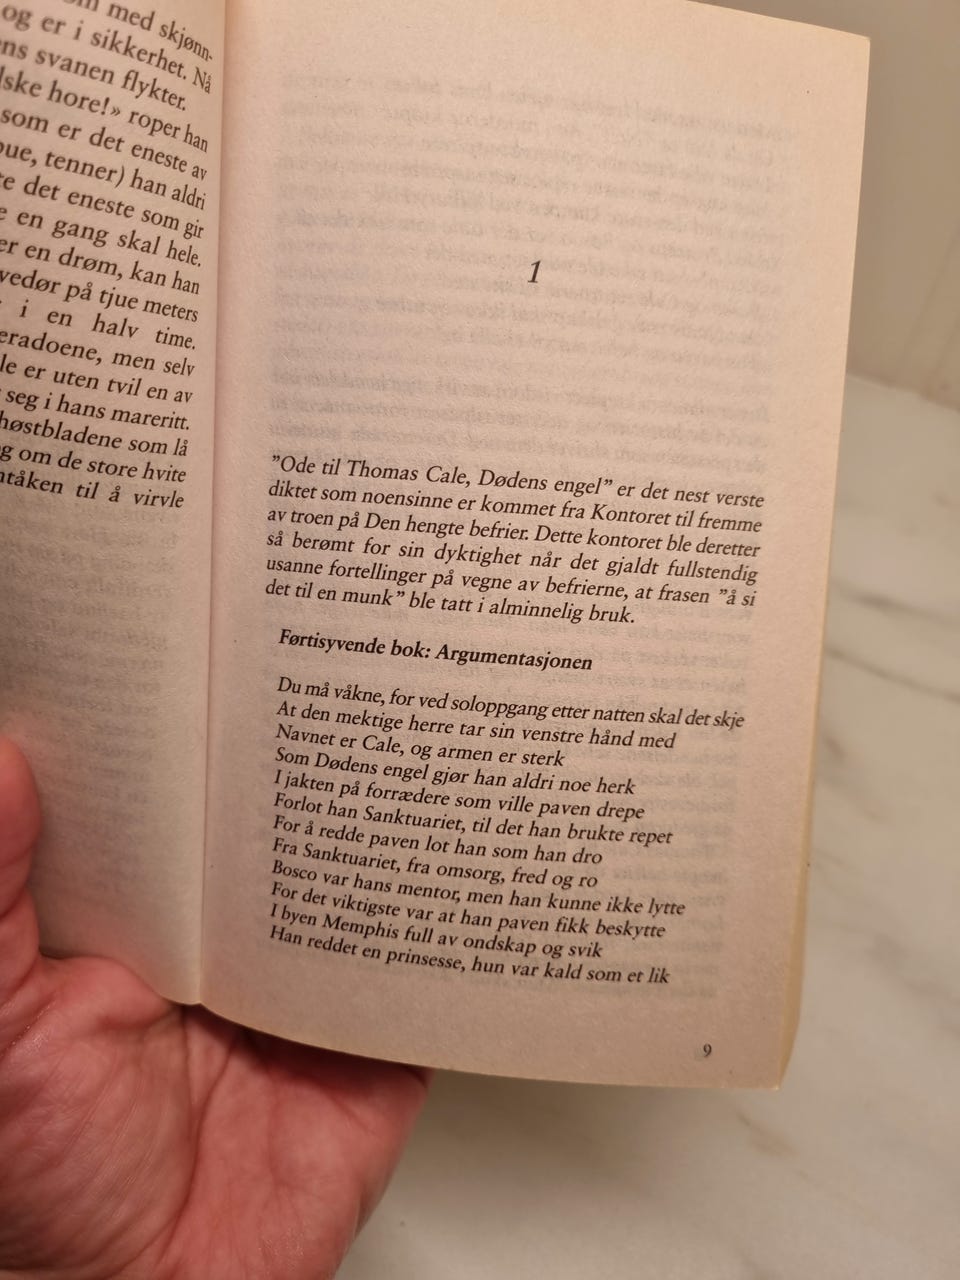 med skjønn-
og er i sikkerhet. Nå
svanen flykter.
hore!» roper han
som er det eneste av
tenner) han aldri
det eneste som gir
en gang skal hele.
er en drøm, kan han
på tjue meters
i en halv time.
men selv
er uten tvil en av
seg i hans mareritt.
høstbladene som lå
om de store hvite
til å virvle
1
”Ode til Thomas Cale, Dødens engel” er det nest verste
diktet som noensinne er kommet fra Kontoret til fremme
av troen på Den hengte befrier. Dette kontoret ble deretter
så berømt for sin dyktighet når det gjaldt fullstendig
usanne fortellinger på vegne av befrierne, at frasen ”å si
det til en munk” ble tatt i alminnelig bruk.
Førtisyvende bok: Argumentasjonen
Du må våkne, for ved soloppgang etter natten skal det skje
At den mektige herre tar sin venstre hånd med
Navnet er Cale, og armen er sterk
Som Dødens engel gjør han aldri noe herk
I jakten på forrædere som ville paven drepe
Forlot han Sanktuariet, til det han brukte repet
For å redde paven lot han som han dro
Fra Sanktuariet, fra omsorg, fred og ro
Bosco var hans mentor, men han kunne ikke lytte
For det viktigste var at han paven fikk beskytte
I byen Memphis full av ondskap og svik
Han reddet en prinsesse, hun var kald som et lik
9